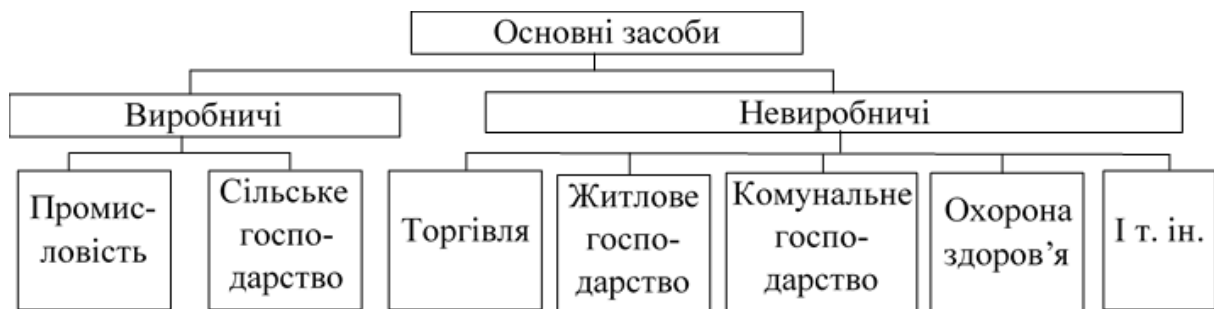 Основні засоби
Виробничі
Невиробничі
Промис-
ловість
Сільське
госпо-
дарство
Торгівля
Житлове
госпо-
дарство
Комунальне
госпо-
дарство
Охорона
здоров’я
І т. ін.